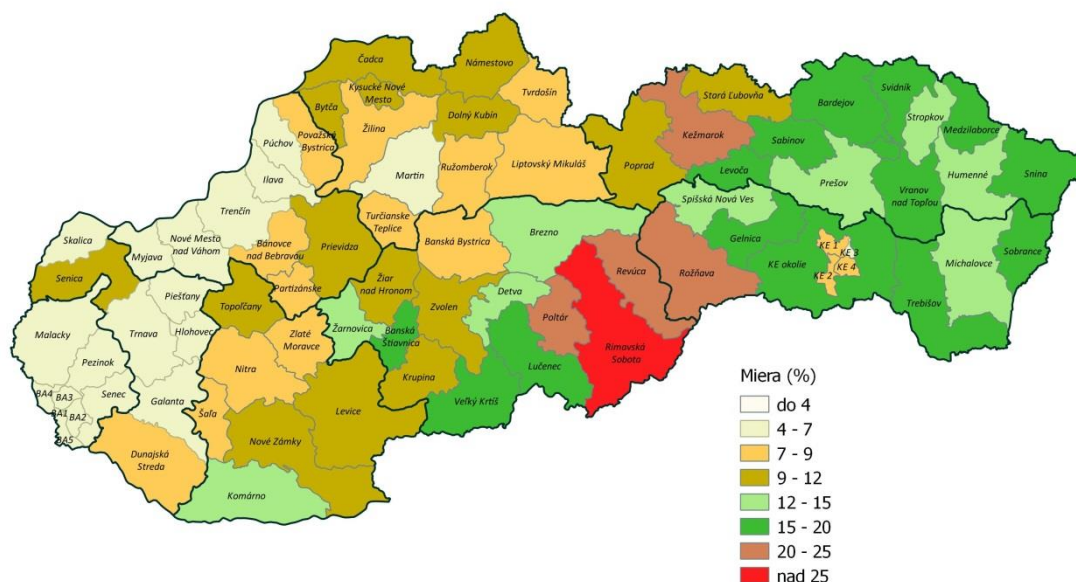 Čadca
Námestovo
Kysucké Nové
Mesto
Bytča
Tvrdošín
Dolný Kubín
Považská
Bystrica
Žilina
Púchov
Ilava
Martin
Ružomberok
Liptovský Mikuláš
Trenčín
Turčianske
Teplice
Stará Ľubovňa
Kežmarok
Poprad
Bardejov
Svidník
Stropkov
Medzilaborce
Sabinov
Levoča
Prešov
Humenné
Snina
Vranov
nad Topľou
Spišská Nová Ves
Skalica
Myjava
Nové Mesto
nad Váhom
Bánovce
nad Bebravou
Prievidza
Banská Bystrica
Brezno
Gelnica
KE okolie
KE 1
KE 3
KE 2
KE 4
Michalovce
Sobrance
Trebišov
Senica
Piešťany
Topoľčany
Partizánske
Žiar
nad Hronom
Zvolen
Detva
Revúca
Rožňava
Poltár
Rimavská
Sobota
Malacky
Trnava
Hlohovec
Zlaté
Moravce
Žarnovica
Banská
Štiavnica
Pezinok
Nitra
Krupina
Lučenec
Veľký Krtíš
BA4
BA3
BA1
BA2
BA5
Senec
Galanta
Šaľa
Levice
Nové Zámky
Dunajská
Streda
Komárno
Miera (%)
do 4
4 - 7
7 - 9
9 - 12
12 - 15
15 - 20
20 - 25
nad 25